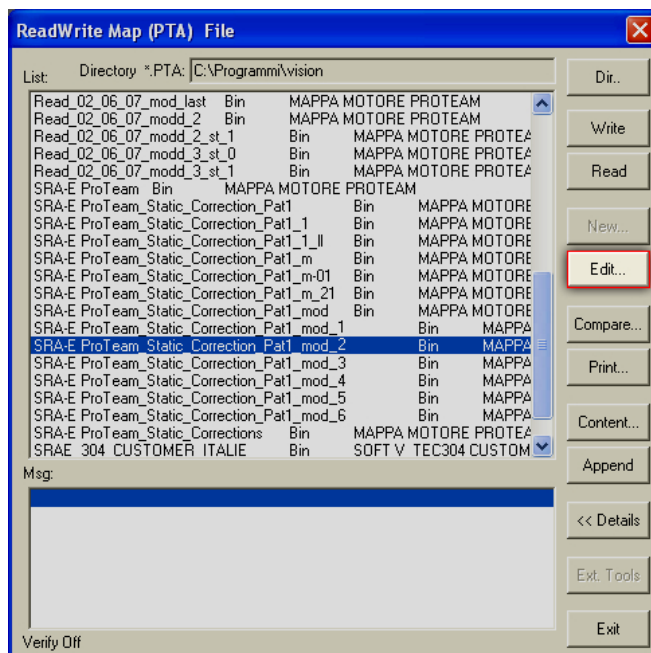 ReadWrite Map (PTA) File
List: Directory *.PTA: C:\Programmi\vision
Read_02_06_07_mod_last Bin MAPPA MOTORE PROTEAM
Read_02_06_07_modd_2 Bin MAPPA MOTORE PROTEAM
Read_02_06_07_modd_2_st_1 Bin MAPPA MOTORE PROTEA
Read_02_06_07_modd_3_st_0 Bin MAPPA MOTORE PROTEA
Read_02_06_07_modd_3_st_1 Bin MAPPA MOTORE PROTEA
SRA-E ProTeam Bin MAPPA MOTORE PROTEAM
SRA-E ProTeam_Static_Correction_Pat1 Bin MAPPA MOTORE
SRA-E ProTeam_Static_Correction_Pat1_1 Bin MAPPA MOTORE
SRA-E ProTeam_Static_Correction_Pat1_1_II Bin MAPPA MOTORE
SRA-E ProTeam_Static_Correction_Pat1_m Bin MAPPA MOTORE
SRA-E ProTeam_Static_Correction_Pat1_m-01 Bin MAPPA MOTORE
SRA-E ProTeam_Static_Correction_Pat1_m_21 Bin MAPPA MOTORE
SRA-E ProTeam_Static_Correction_Pat1_mod Bin MAPPA MOTORE
SRA-E ProTeam_Static_Correction_Pat1_mod_1 Bin MAPPA
SRA-E ProTeam_Static_Correction_Pat1_mod_2 Bin MAPPA
SRA-E ProTeam_Static_Correction_Pat1_mod_3 Bin MAPPA
SRA-E ProTeam_Static_Correction_Pat1_mod_4 Bin MAPPA
SRA-E ProTeam_Static_Correction_Pat1_mod_5 Bin MAPPA
SRA-E ProTeam_Static_Correction_Pat1_mod_6 Bin MAPPA
SRA-E ProTeam_Static_Corrections Bin MAPPA MOTORE PROTEA
SRAE_304_CUSTOMER_ITALIE Bin SOFT V_TEC304 CUSTOM
Msg:
Verify Off
Dir..
Write
Read
New...
Edit...
Compare...
Print...
Content...
Append
<< Details
Ext. Tools
Exit